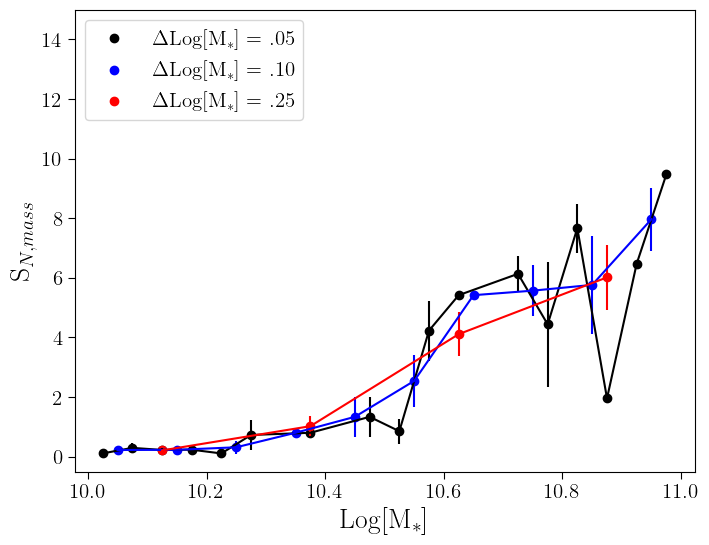 ΔLog[M*] = .05
ΔLog[M*] = .10
ΔLog[M*] = .25
14
12
10
8
6
4
2
0
S_{N,mass}
10.0 10.2 10.4 10.6 10.8 11.0
Log[M*]